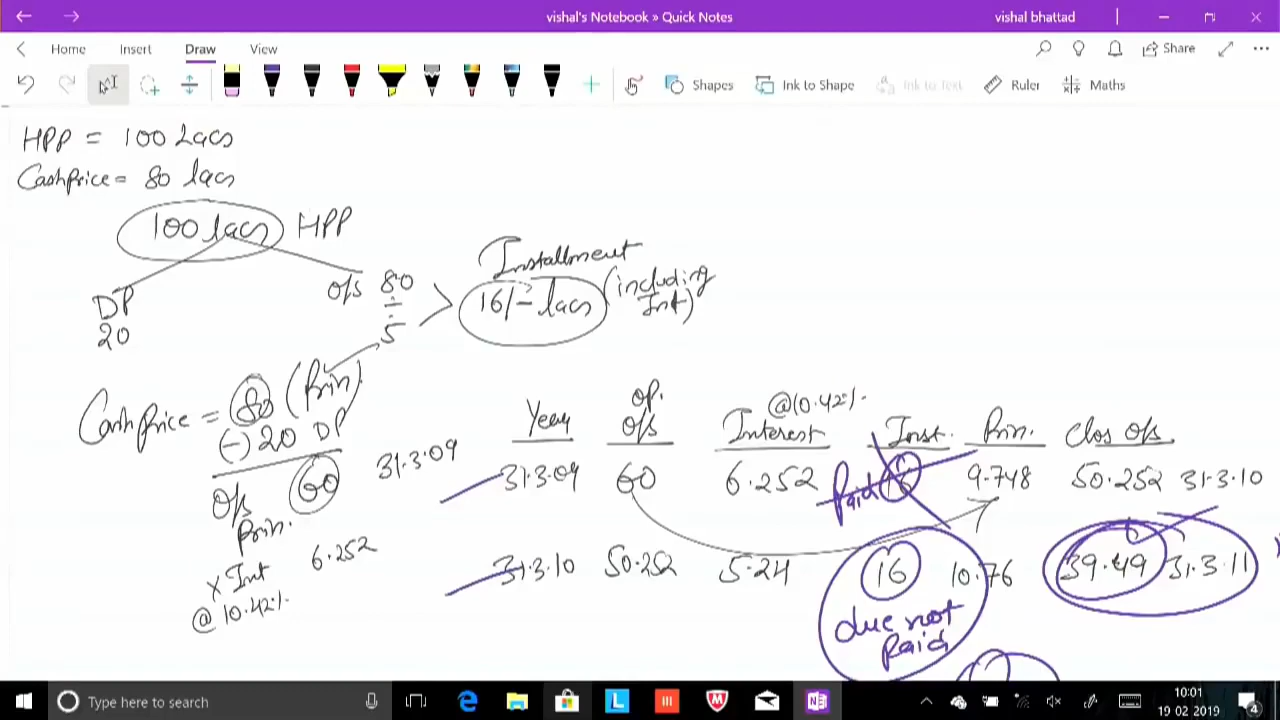 vishal's Notebook » Quick Notes
vishal bhattad
Home Insert Draw View
Share
Shapes
Ink to Shape
Ink to Text
Ruler
Maths
HPP = 100 Lacs
Cash Price = 80 lacs
100 lacs HPP
DP
20
O/s 80
÷
5
Installment
16/- lacs (including Int)
Cash Price = 80 (Prin)
(-) 20 DP
O/s 60 31.3.09
Prin.
x Int 6.252
@ 10.42%.
Year Op. O/s Interest @10.42%. Inst. Prin. Clos O/s
31.3.09 60 6.252 Paid 16 9.748 50.252 31.3.10
31.3.10 50.252 5.24 16 10.76 39.49 31.3.11
due not
Paid
Type here to search
10:01
19-02-2019
4